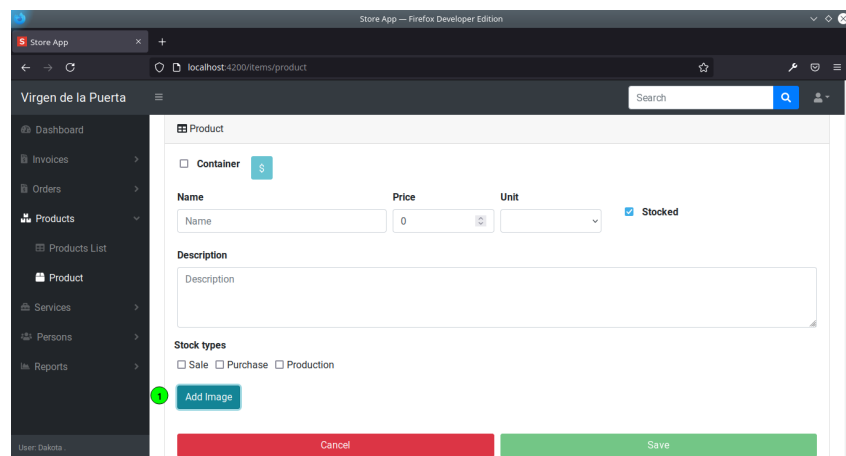 Store App — Firefox Developer Edition
S Store App × +
localhost:4200/items/product
Virgen de la Puerta
Search
Dashboard
Invoices
Orders
Products
Products List
Product
Services
Persons
Reports
User: Dakota
Product
Container
$
Name Price Unit
Name 0
Stocked
Description
Description
Stock types
Sale Purchase Production
1 Add Image
Cancel Save